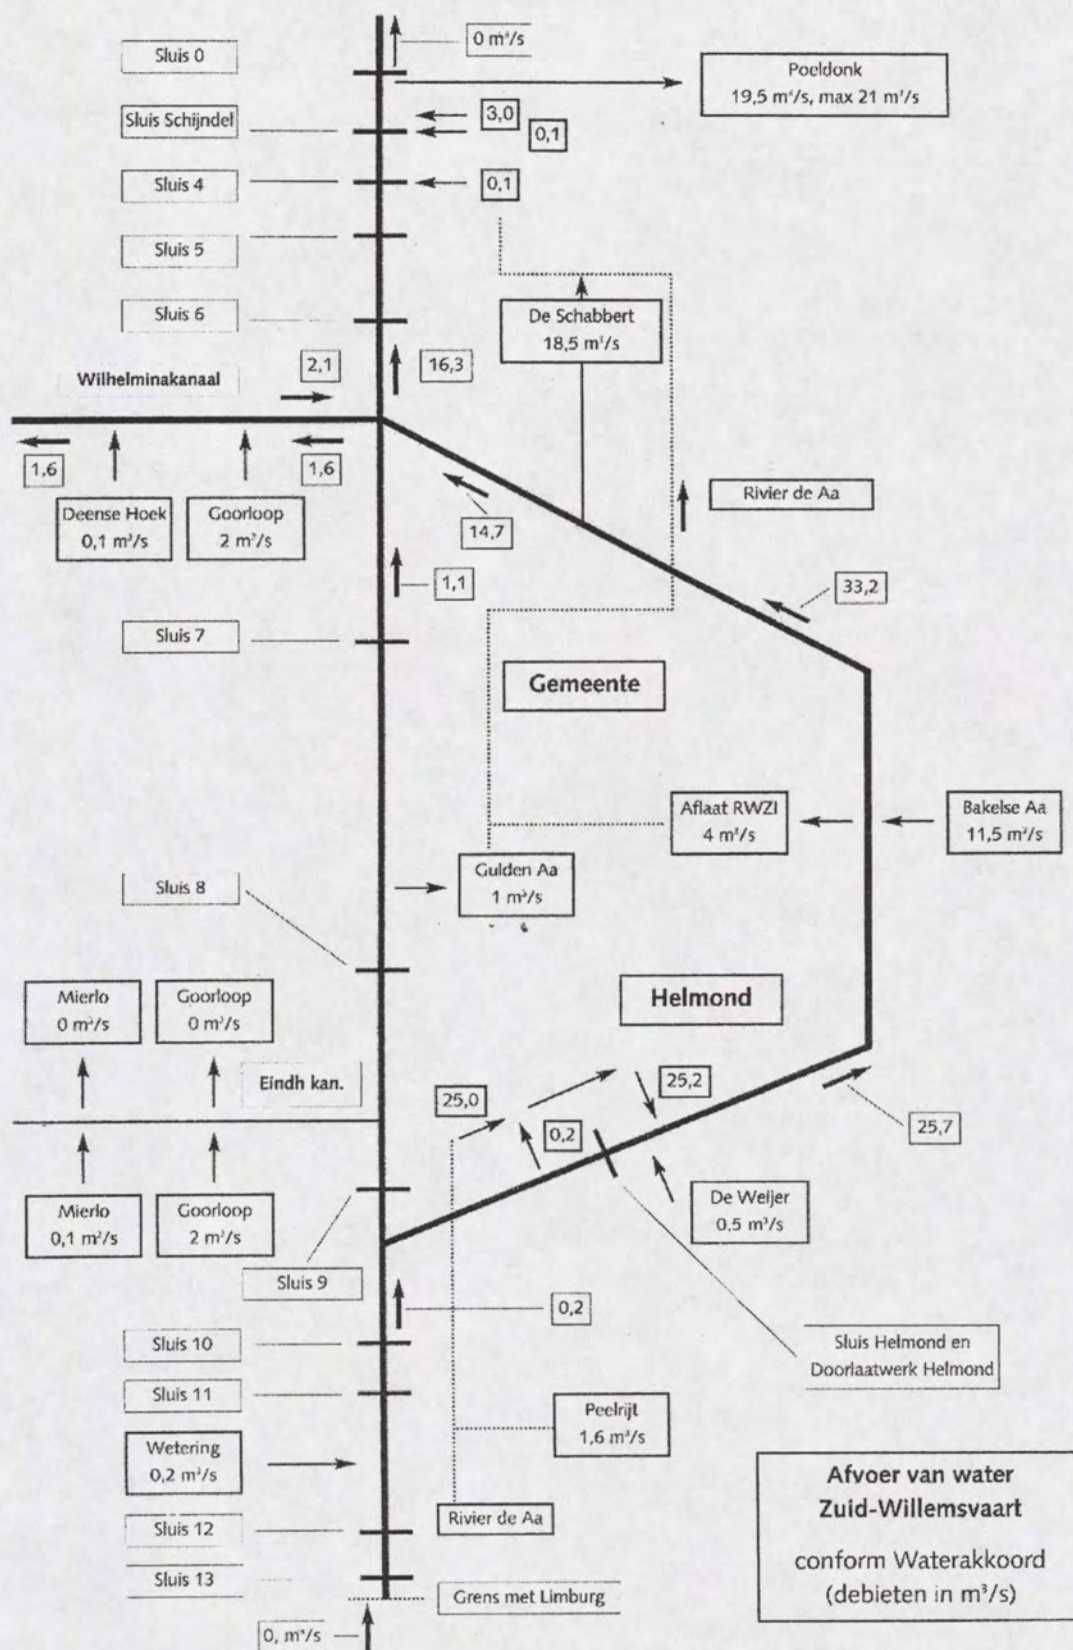 0 m³/s
Sluis 0
Poeldonk
19,5 m³/s, max 21 m³/s
3,0
Sluis Schijndel
0,1
Sluis 4
0,1
Sluis 5
De Schabbert
18,5 m³/s
Sluis 6
2,1
16,3
Wilhelminakanaal
1,6
1,6
Deense Hoek
0,1 m³/s
Goorloop
2 m³/s
14,7
Rivier de Aa
1,1
33,2
Sluis 7
Gemeente
Aflaat RWZI
4 m³/s
Bakelse Aa
11,5 m³/s
Gulden Aa
1 m³/s
Sluis 8
Mierlo
0 m³/s
Goorloop
0 m³/s
Helmond
Eindh kan.
25,0
25,2
0,2
25,7
Mierlo
0,1 m³/s
Goorloop
2 m³/s
De Weijer
0,5 m³/s
Sluis 9
0,2
Sluis 10
Sluis Helmond en
Doorlaatwerk Helmond
Sluis 11
Peelrijt
1,6 m³/s
Wetering
0,2 m³/s
Rivier de Aa
Sluis 12
Sluis 13
Grens met Limburg
0, m³/s
Afvoer van water
Zuid-Willemsvaart
conform Waterakkoord
(debieten in m³/s)